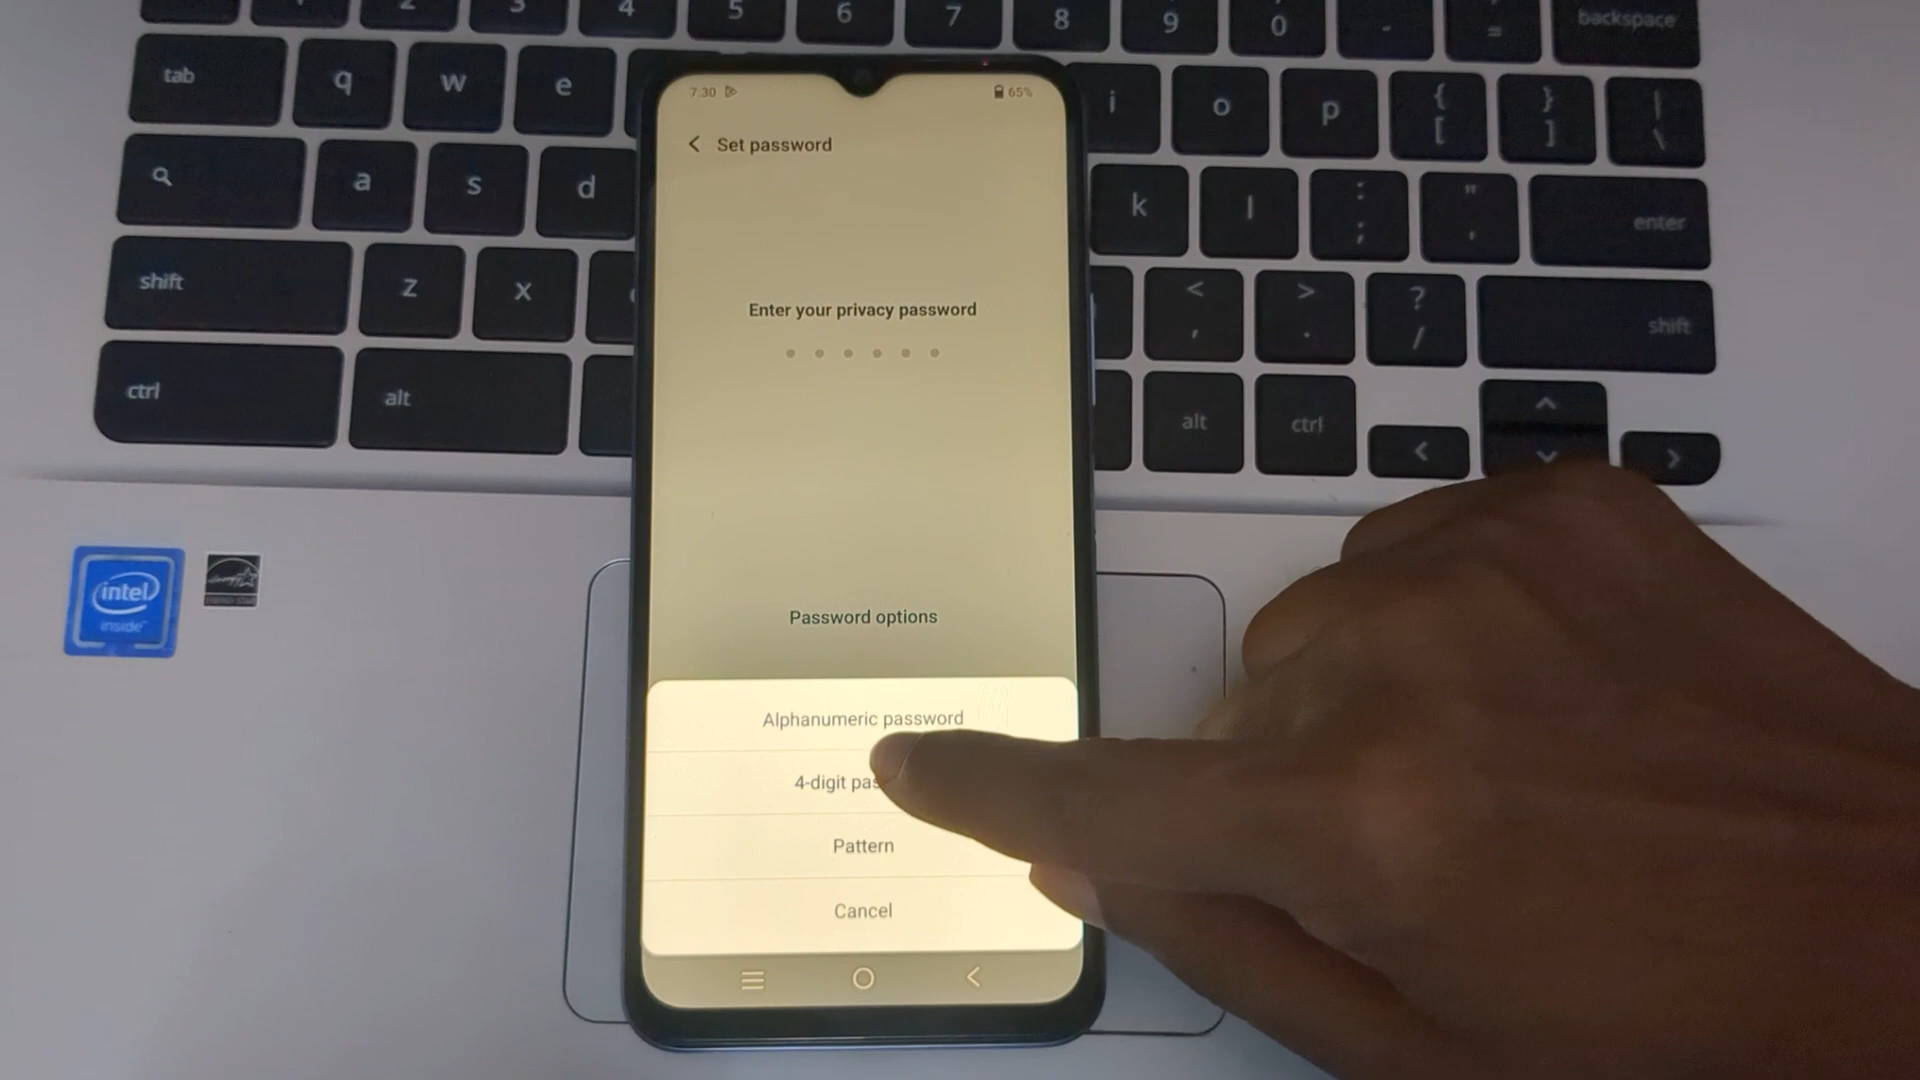 4 5 6 7 8 9 0 - = backspace
tab q w e i o p { [ } ] | \
a s d k l : ; " ' enter
shift z x < , > . ? / shift
ctrl alt alt ctrl
7:30 65%
Set password
Enter your privacy password
Password options
Alphanumeric password
4-digit pas
Pattern
Cancel
intel
inside